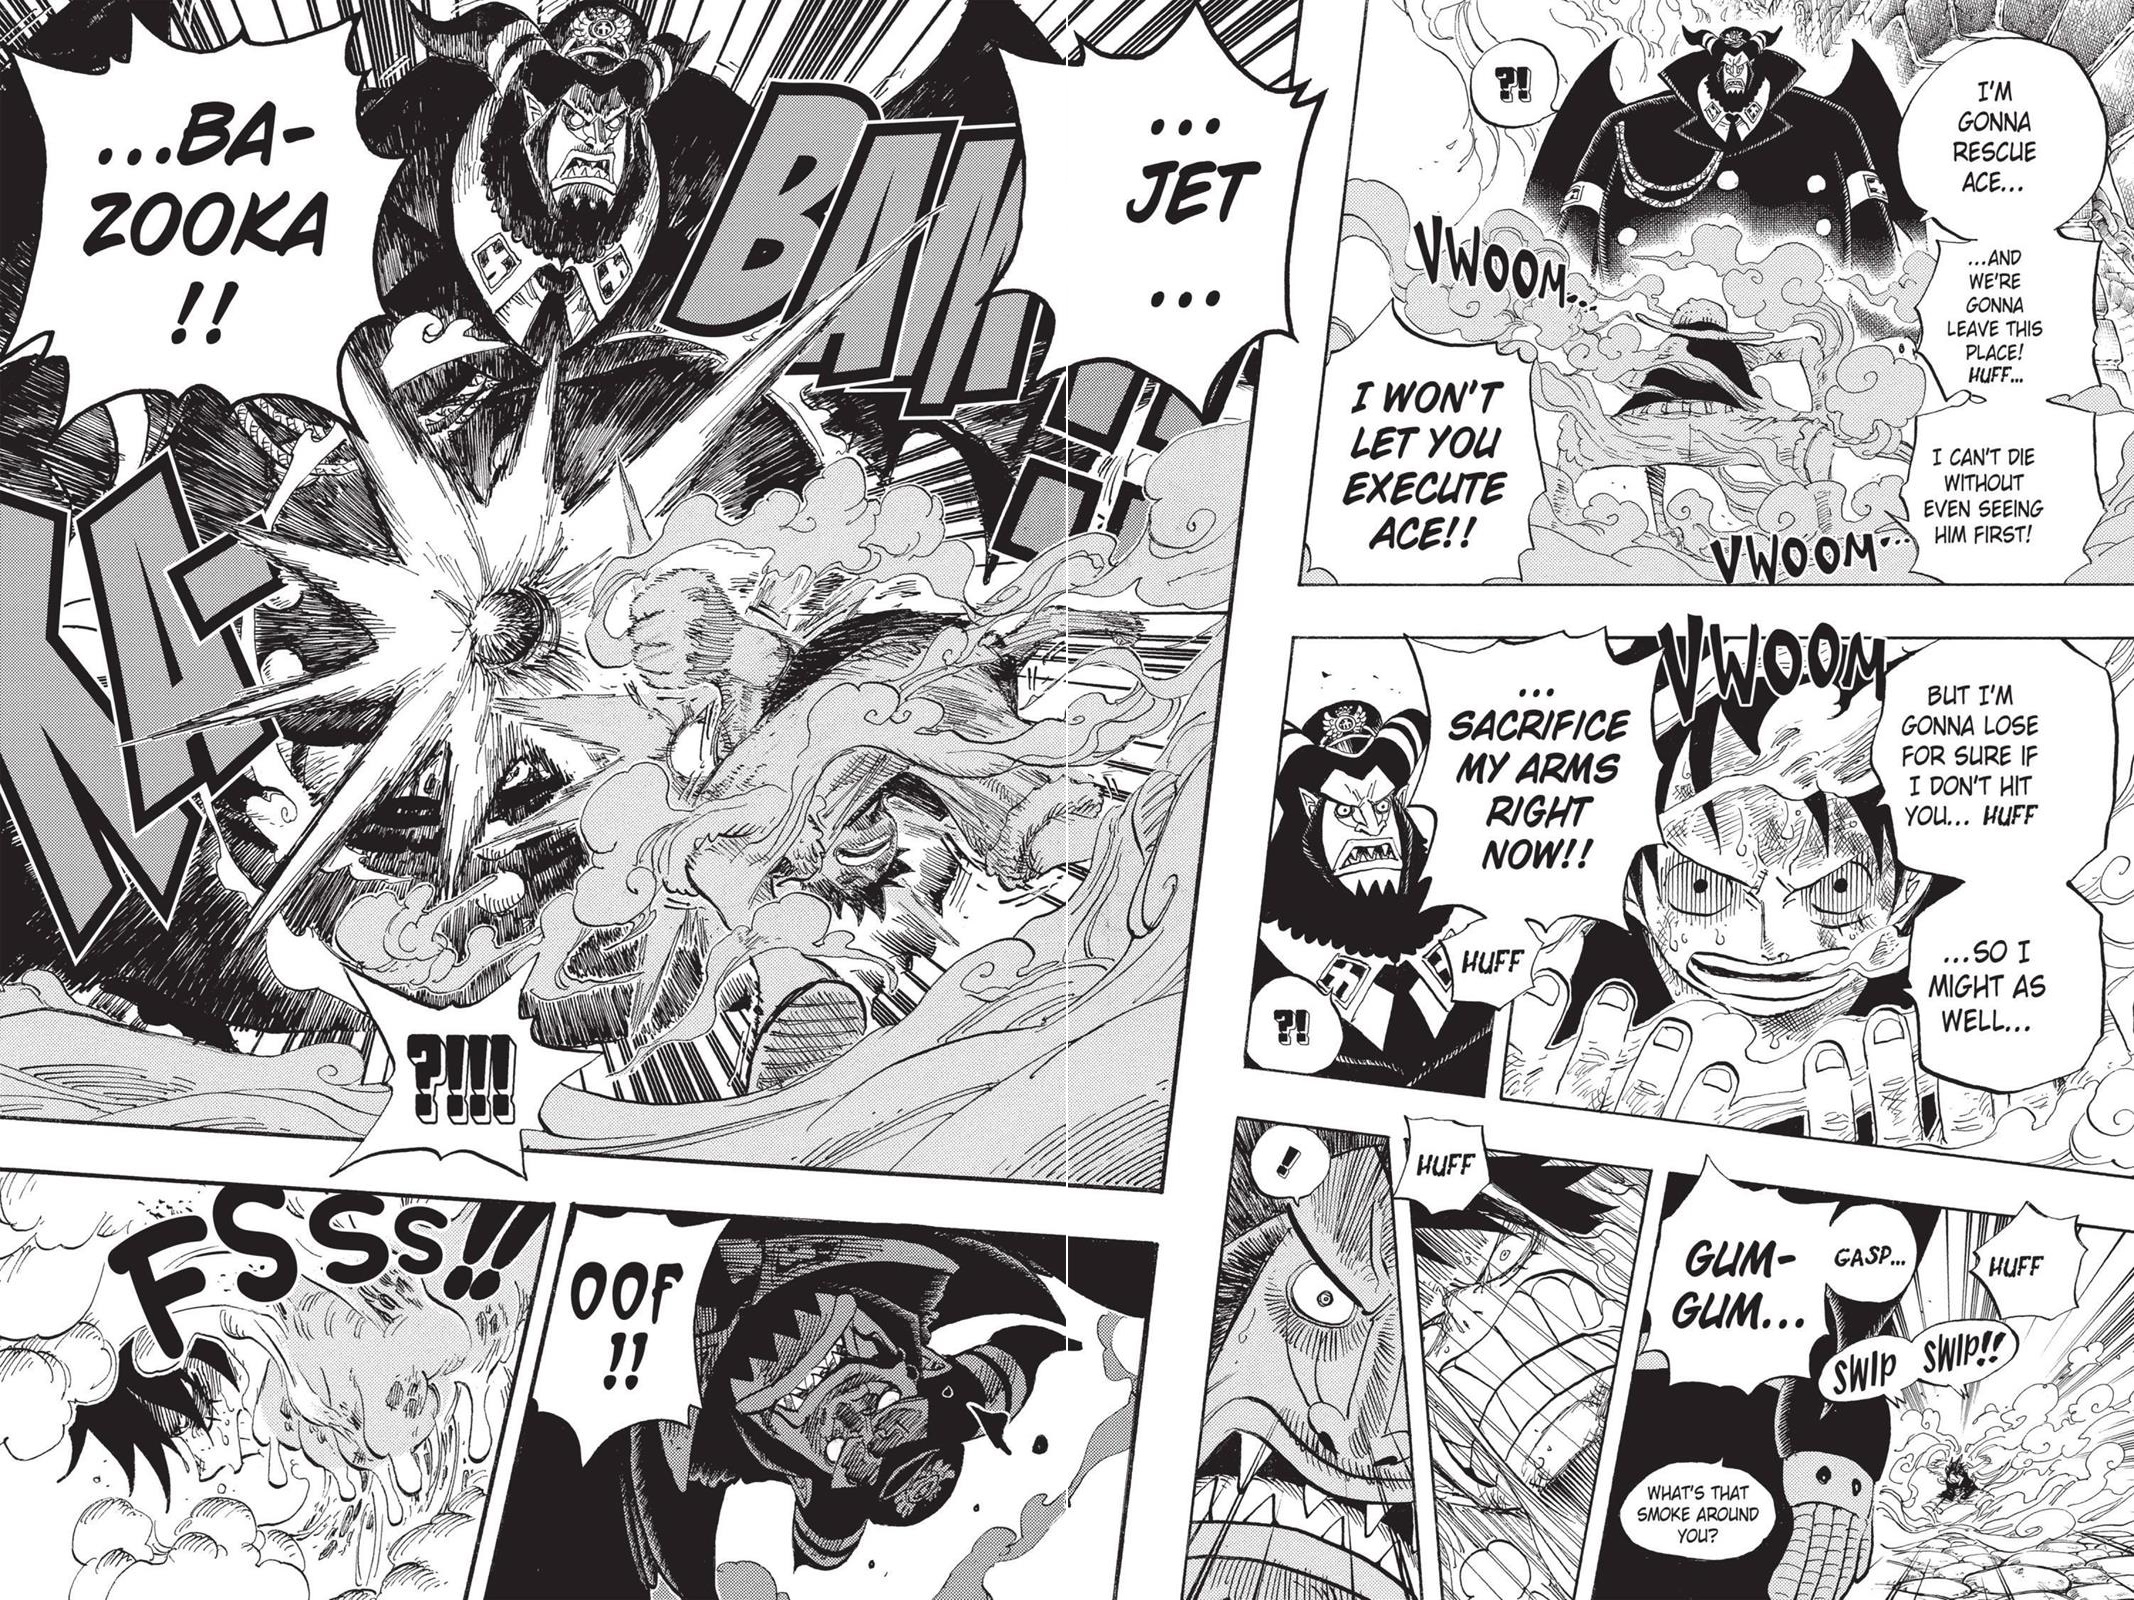 I'M
GONNA
RESCUE
ACE...
?!
...AND
WE'RE
GONNA
LEAVE THIS
PLACE!
HUFF...
VWOOM...
I CAN'T DIE
WITHOUT
EVEN SEEING
HIM FIRST!
I WON'T
LET YOU
EXECUTE
ACE!!
VWOOM...
VWOOM
BUT I'M
GONNA LOSE
FOR SURE IF
I DON'T HIT
YOU... HUFF
...SO I
MIGHT AS
WELL...
...
SACRIFICE
MY ARMS
RIGHT
NOW!!
HUFF
?!
HUFF
GASP...
GUM-
GUM...
SWIP SWIP!!
WHAT'S THAT
SMOKE AROUND
YOU?
HUFF
!
...
JET
...
BAM!!
...BA-
ZOOKA
!!
KA-
?!!!
OOF
!!
FSSS!!